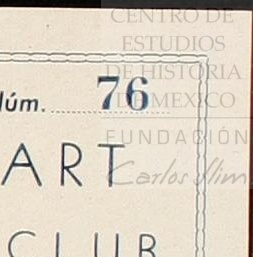 CENTRO DE
ESTUDIOS
DE HISTORIA
DE MEXICO
FUNDACIÓN
Carlos Slim
Núm. 76
ART
CLUB